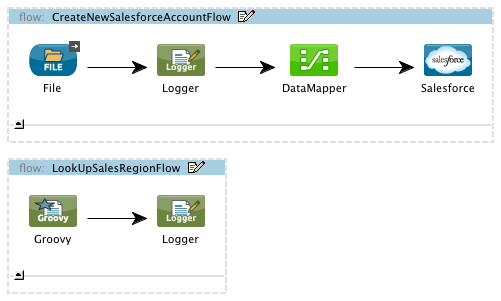 flow: CreateNewSalesforceAccountFlow
FILE Logger salesforce
File Logger DataMapper Salesforce
flow: LookUpSalesRegionFlow
Groovy Logger
Groovy Logger